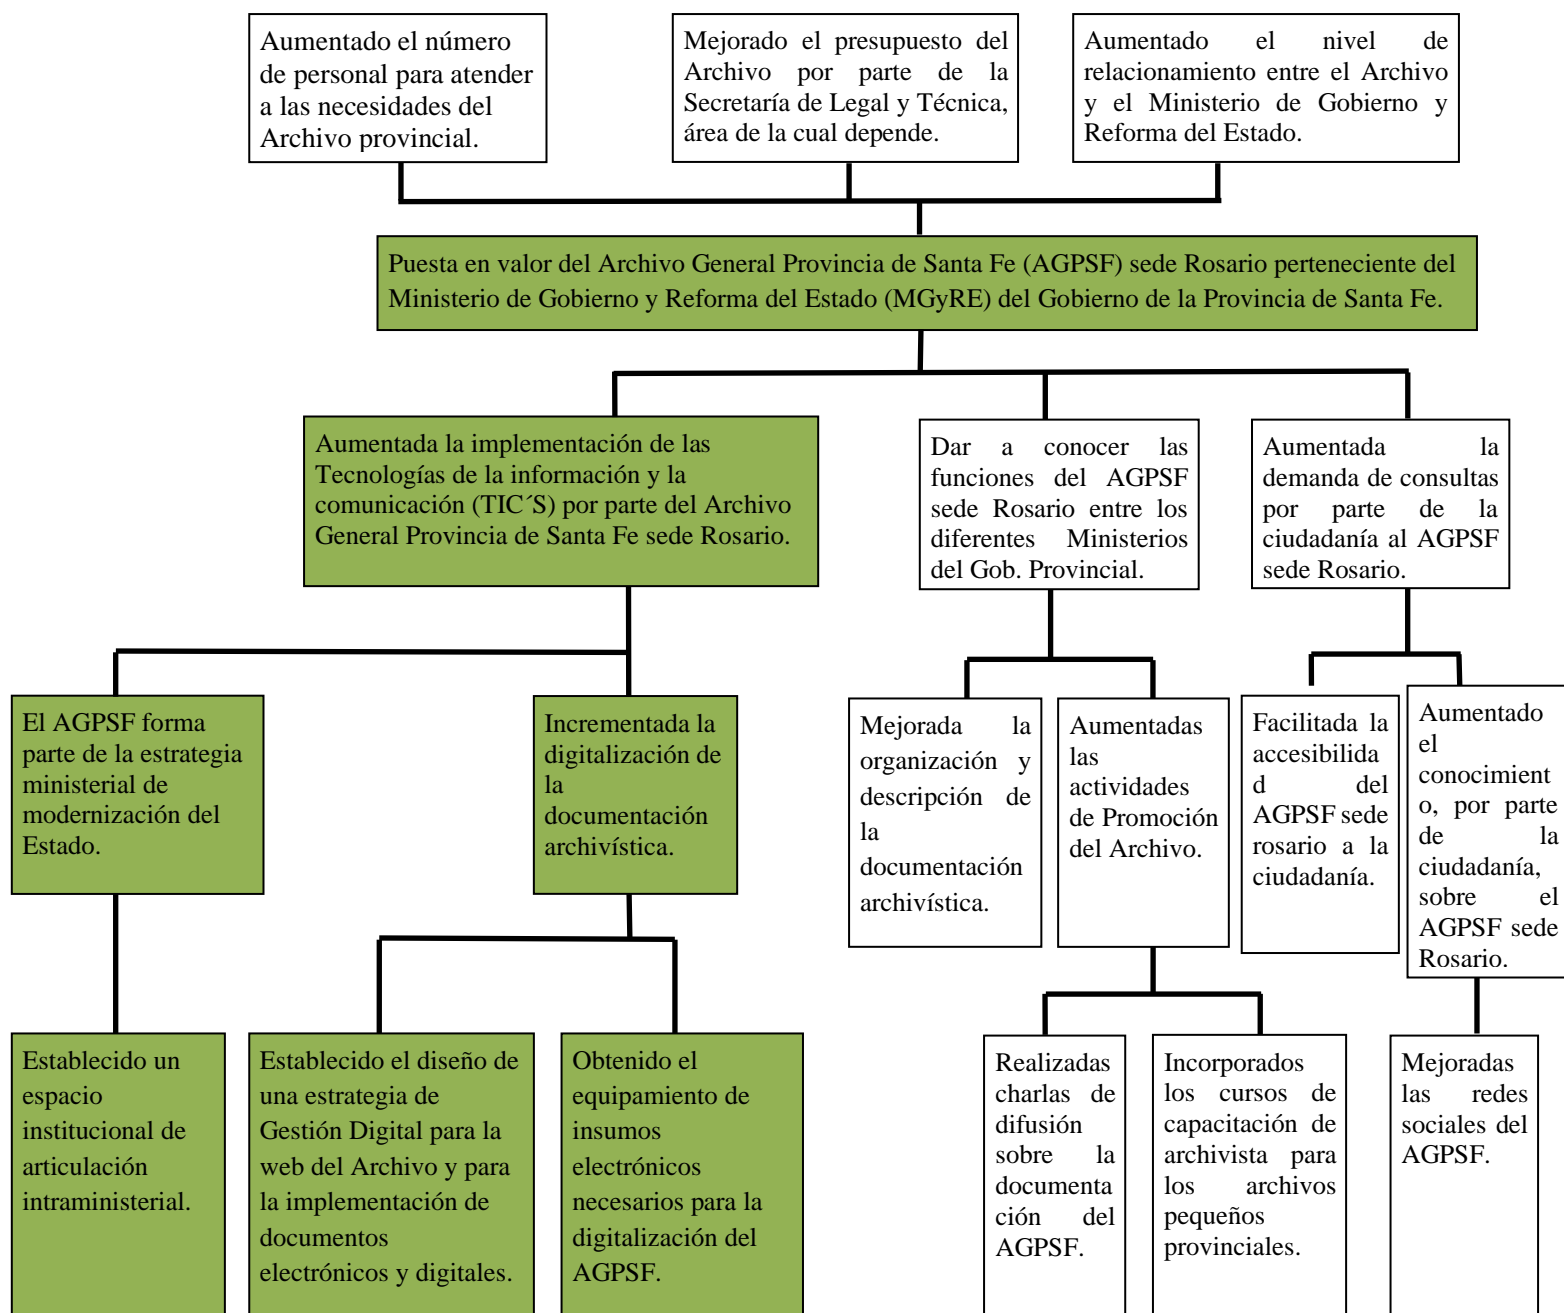 Aumentado el número
de personal para atender
a las necesidades del
Archivo provincial.
Mejorado el presupuesto del
Archivo por parte de la
Secretaría de Legal y Técnica,
área de la cual depende.
Aumentado el nivel de
relacionamiento entre el Archivo
y el Ministerio de Gobierno y
Reforma del Estado.
Puesta en valor del Archivo General Provincia de Santa Fe (AGPSF) sede Rosario perteneciente del
Ministerio de Gobierno y Reforma del Estado (MGyRE) del Gobierno de la Provincia de Santa Fe.
Aumentada la implementación de las
Tecnologías de la información y la
comunicación (TIC´S) por parte del Archivo
General Provincia de Santa Fe sede Rosario.
Dar a conocer las
funciones del AGPSF
sede Rosario entre los
diferentes Ministerios
del Gob. Provincial.
Aumentada la
demanda de consultas
por parte de la
ciudadanía al AGPSF
sede Rosario.
El AGPSF forma
parte de la estrategia
ministerial de
modernización del
Estado.
Incrementada la
digitalización de
la
documentación
archivística.
Mejorada la
organización y
descripción de
la
documentación
archivística.
Aumentadas
las
actividades
de Promoción
del Archivo.
Facilitada la
accesibilida
d del
AGPSF sede
rosario a la
ciudadanía.
Aumentado
el
conocimient
o, por parte
de la
ciudadanía,
sobre el
AGPSF sede
Rosario.
Establecido un
espacio
institucional de
articulación
intraministerial.
Establecido el diseño de
una estrategia de
Gestión Digital para la
web del Archivo y para
la implementación de
documentos
electrónicos y digitales.
Obtenido el
equipamiento de
insumos
electrónicos
necesarios para la
digitalización del
AGPSF.
Realizadas
charlas de
difusión
sobre la
documenta
ción del
AGPSF.
Incorporados
los cursos de
capacitación de
archivista para
los archivos
pequeños
provinciales.
Mejoradas
las redes
sociales del
AGPSF.